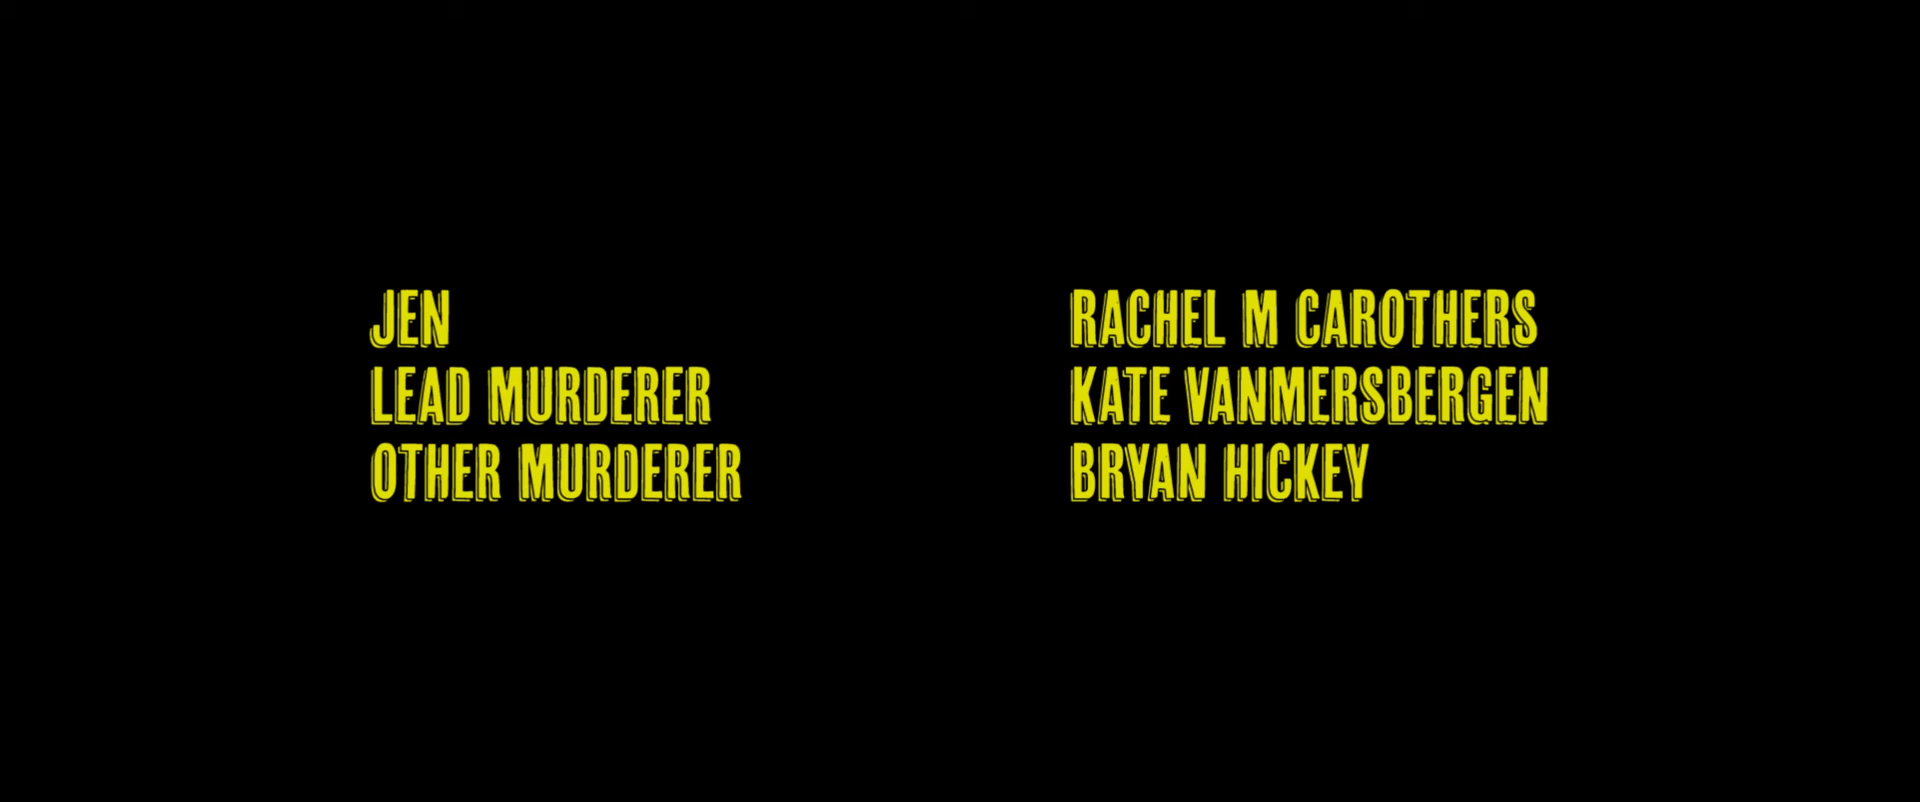 JEN RACHEL M CAROTHERS
LEAD MURDERER KATE VANMERSBERGEN
OTHER MURDERER BRYAN HICKEY